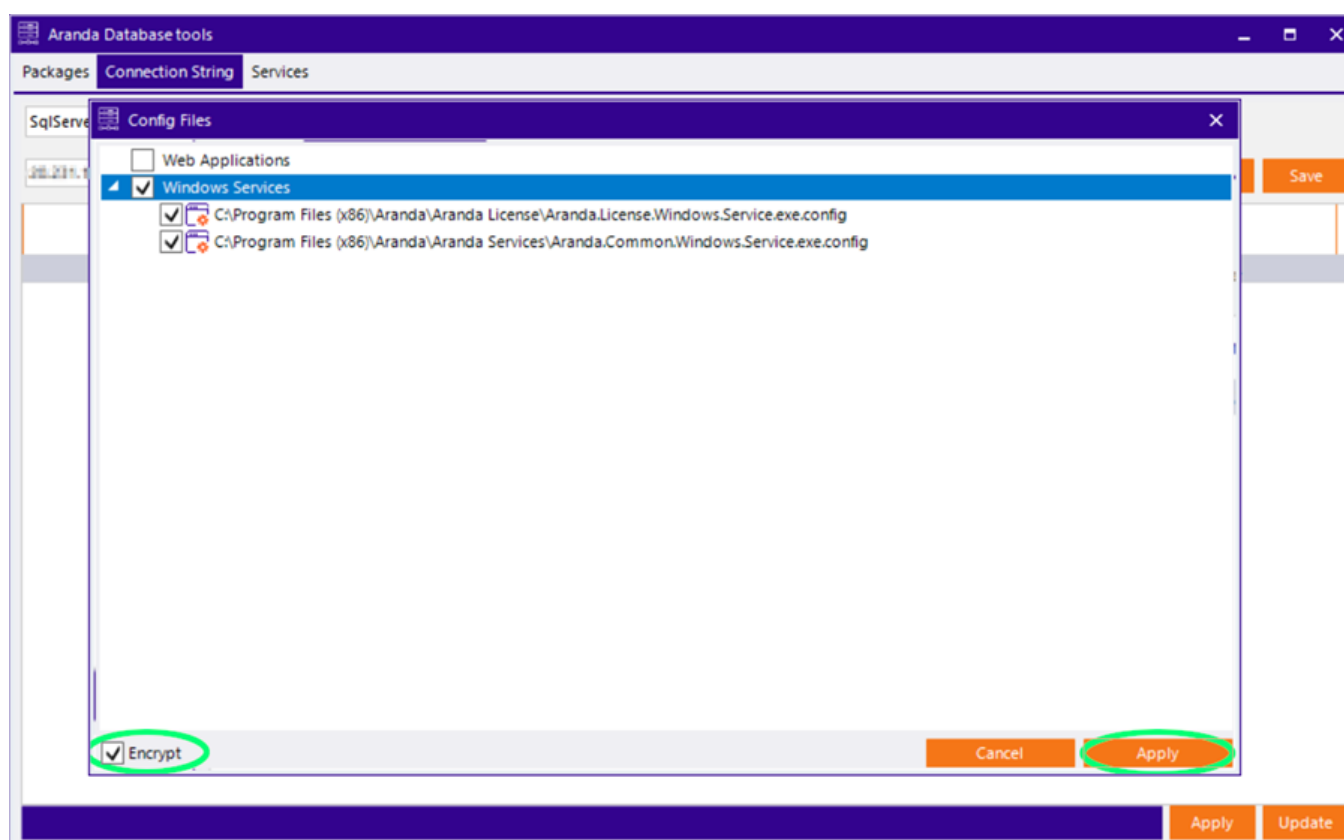 Aranda Database tools
Packages Connection String Services
SqlServe
Config Files
Web Applications
Save
Windows Services
C:\Program Files (x86)\Aranda\Aranda License\Aranda.License.Windows.Service.exe.config
C:\Program Files (x86)\Aranda\Aranda Services\Aranda.Common.Windows.Service.exe.config
Encrypt
Cancel
Apply
Apply
Update